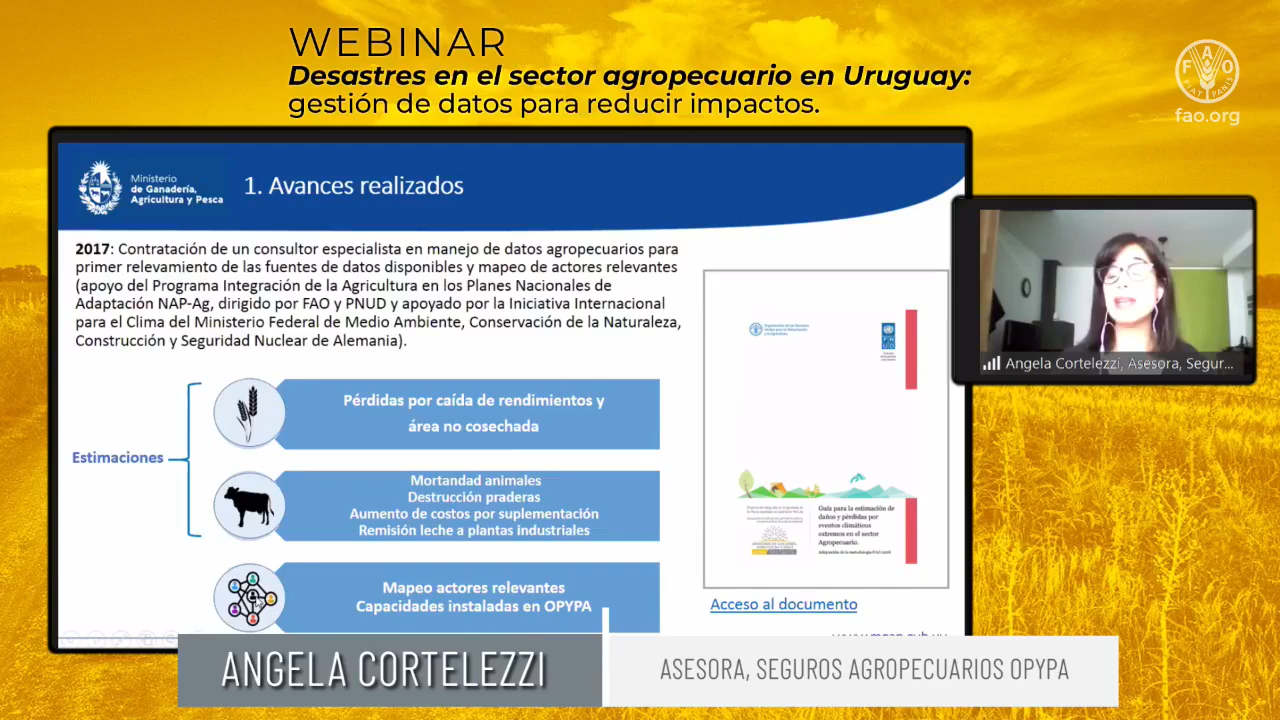 WEBINAR
Desastres en el sector agropecuario en Uruguay:
gestión de datos para reducir impactos.
F A O
FIAT PANIS
fao.org
Ministerio
de Ganadería,
Agricultura y Pesca
1. Avances realizados
2017: Contratación de un consultor especialista en manejo de datos agropecuarios para
primer relevamiento de las fuentes de datos disponibles y mapeo de actores relevantes
(apoyo del Programa Integración de la Agricultura en los Planes Nacionales de
Adaptación NAP-Ag, dirigido por FAO y PNUD y apoyado por la Iniciativa Internacional
para el Clima del Ministerio Federal de Medio Ambiente, Conservación de la Naturaleza,
Construcción y Seguridad Nuclear de Alemania).
Estimaciones
Pérdidas por caída de rendimientos y
área no cosechada
Mortandad animales
Destrucción praderas
Aumento de costos por suplementación
Remisión leche a plantas industriales
Mapeo actores relevantes
Capacidades instaladas en OPYPA
Guía para la estimación de
daños y pérdidas por
eventos climáticos
extremos en el sector
Agropecuario.
Acceso al documento
Angela Cortelezzi, Asesora, Segur...
ANGELA CORTELEZZI
ASESORA, SEGUROS AGROPECUARIOS OPYPA